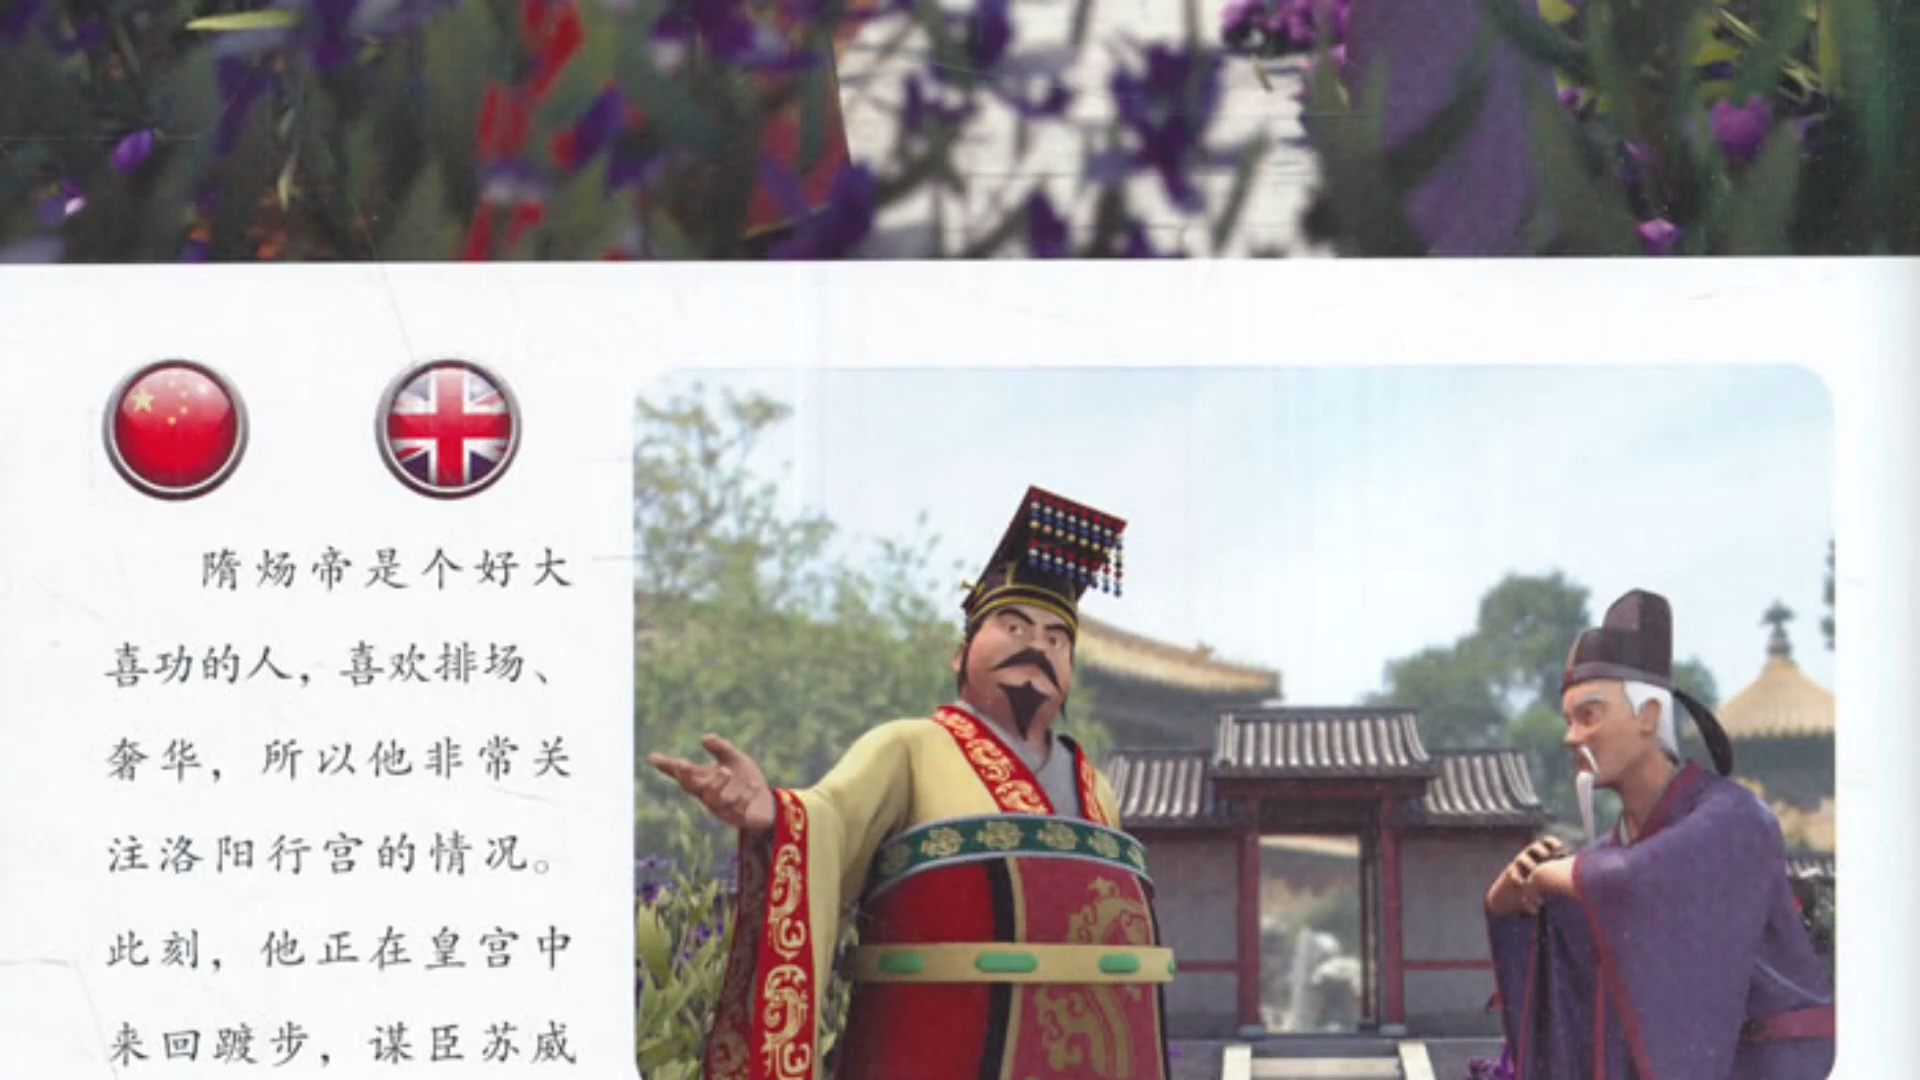 隋炀帝是个好大
喜功的人，喜欢排场、
奢华，所以他非常关
注洛阳行宫的情况。
此刻，他正在皇宫中
来回踱步，谋臣苏威